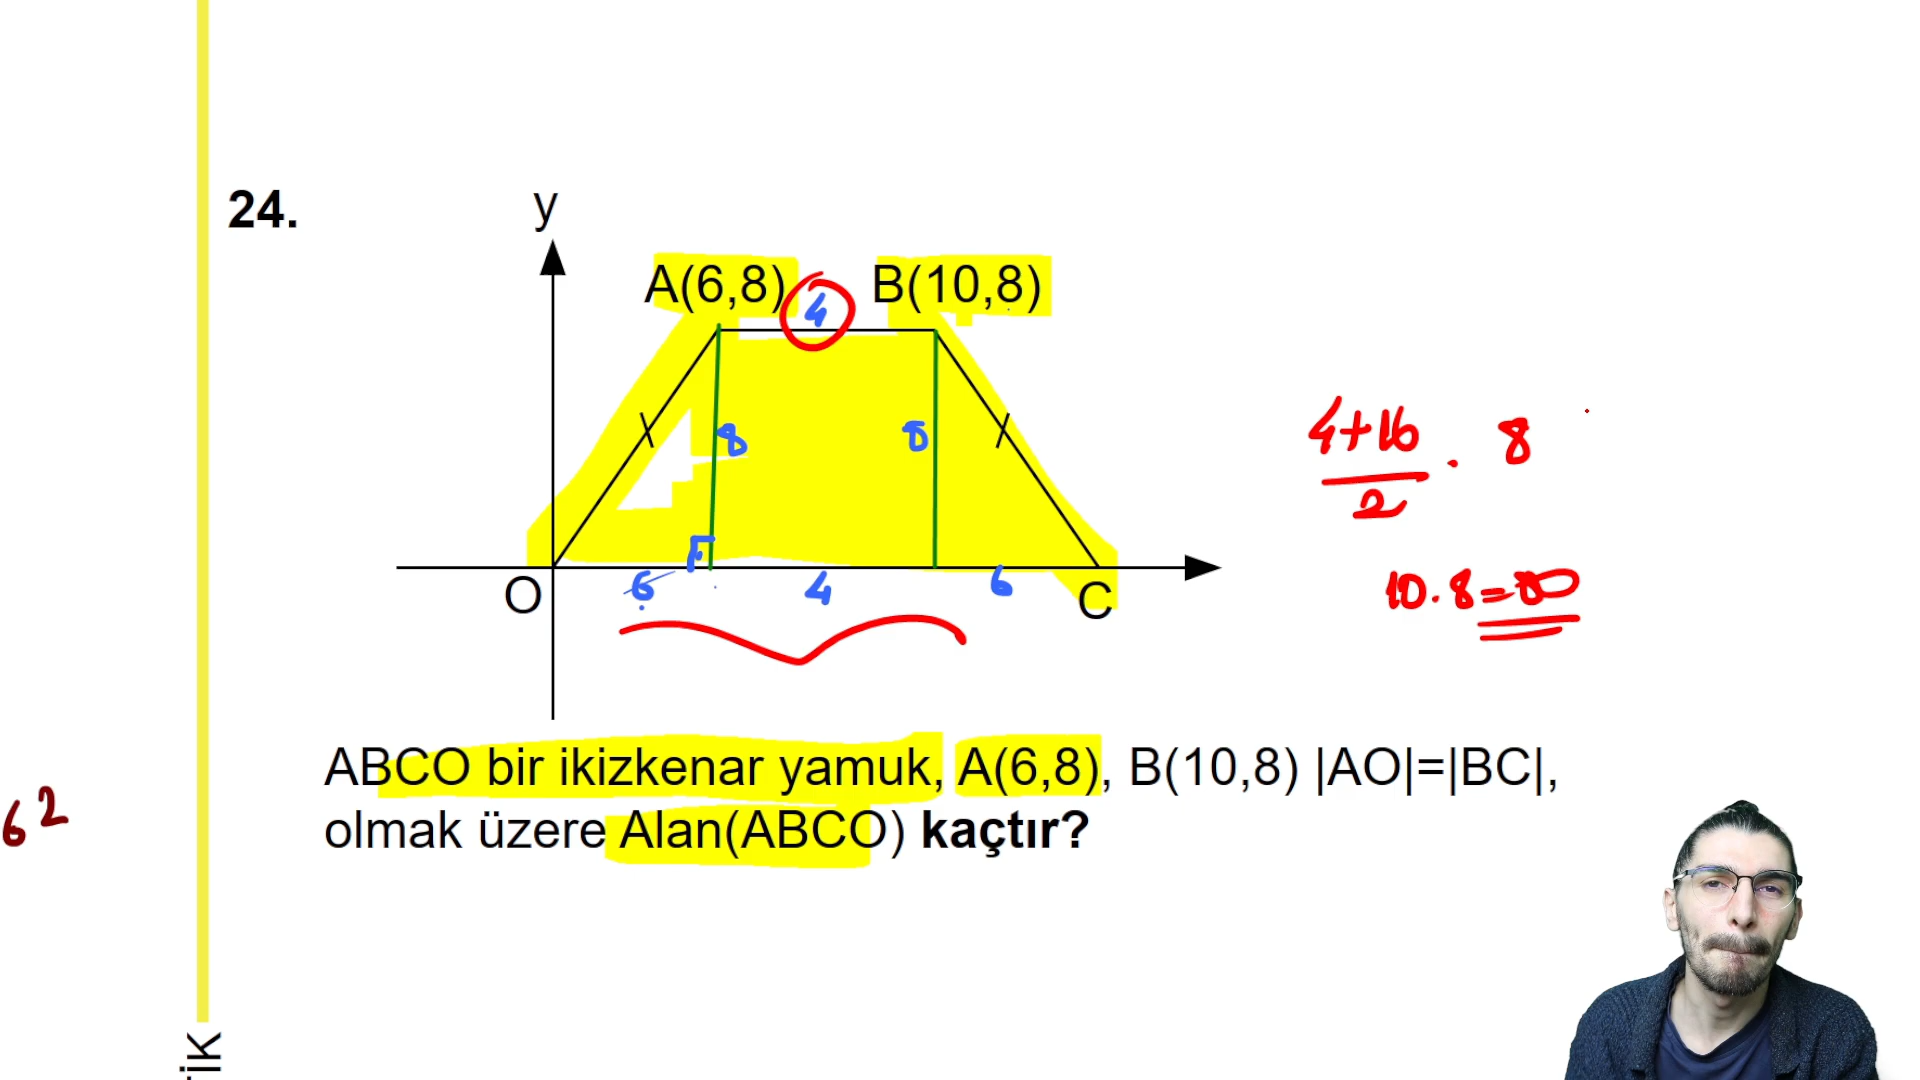 24.
y
A(6,8) 4 B(10,8)
8 8
4+16
2
. 8
O 6 4 6 C
10.8=80
ABCO bir ikizkenar yamuk, A(6,8), B(10,8) |AO|=|BC|,
olmak üzere Alan(ABCO) kaçtır?
6²
TİK